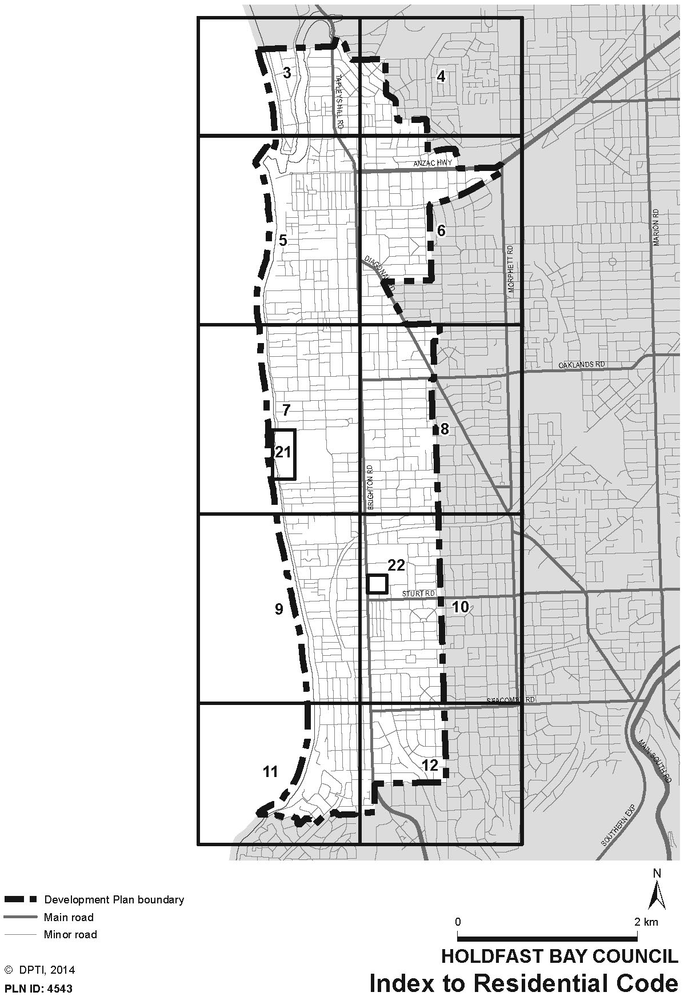 3
4
TAPLEYS HILL RD
ANZAC HWY
5
6
MARION RD
DIAGONAL RD
MORPHETT RD
OAKLANDS RD
7
8
21
BRIGHTON RD
22
STURT RD
9
10
SEACOMBE RD
11
12
MAIN SOUTH RD
SOUTHERN EXP
N
Development Plan boundary
Main road
Minor road
0 2 km
HOLDFAST BAY COUNCIL
Index to Residential Code
© DPTI, 2014
PLN ID: 4543